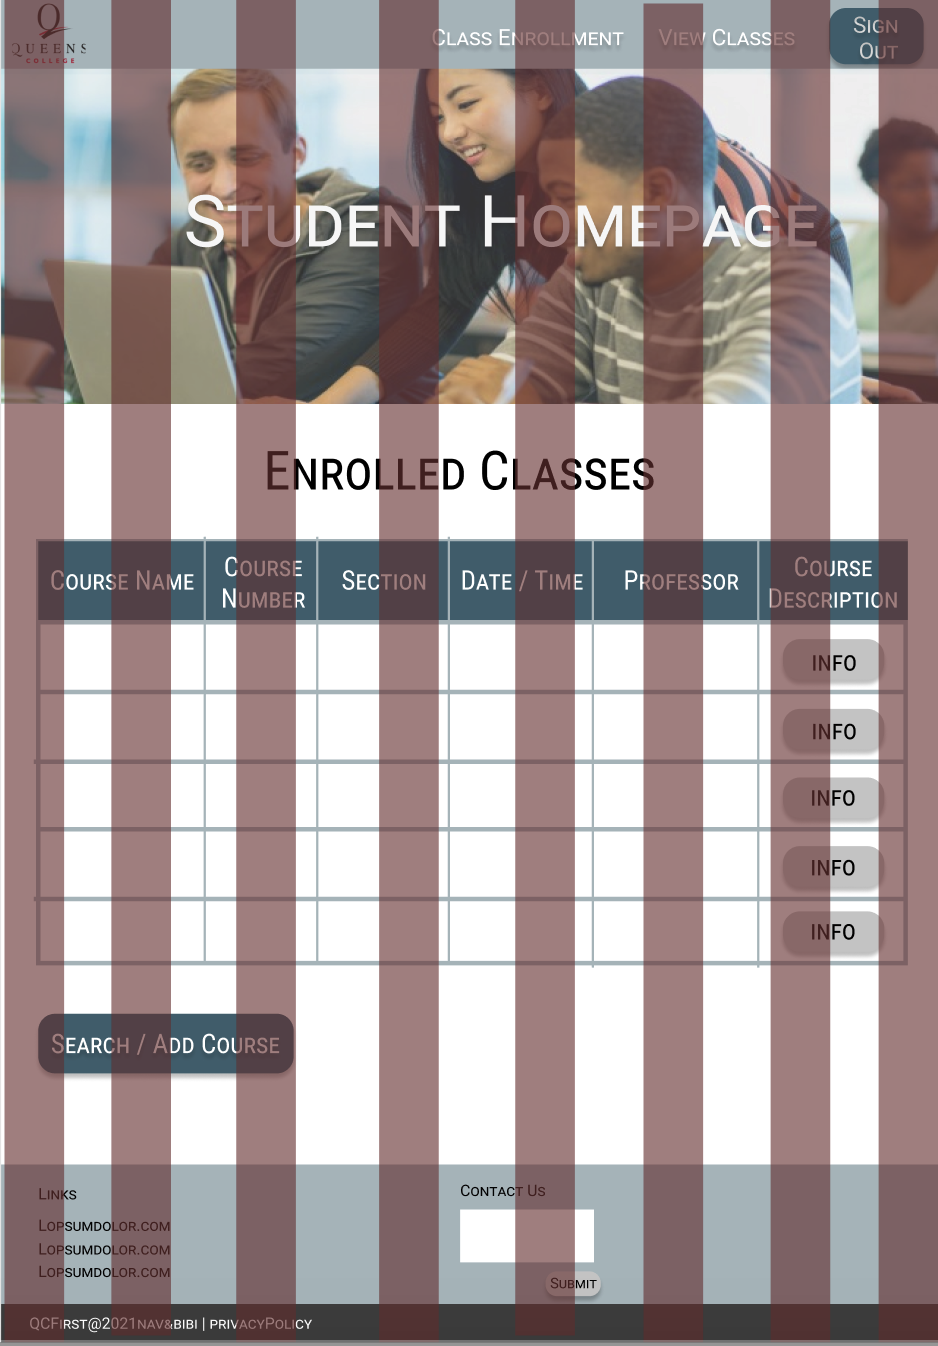 QUEENS
COLLEGE
Class Enrollment
View Classes
Sign
Out
Student Homepage
Enrolled Classes
Course Name
Course
Number
Section
Date / Time
Professor
Course
Description
INFO
INFO
INFO
INFO
INFO
Search / Add Course
Links
Lopsumdolor.com
Lopsumdolor.com
Lopsumdolor.com
Contact Us
Submit
QCFirst@2021nav&bibi | privacyPolicy